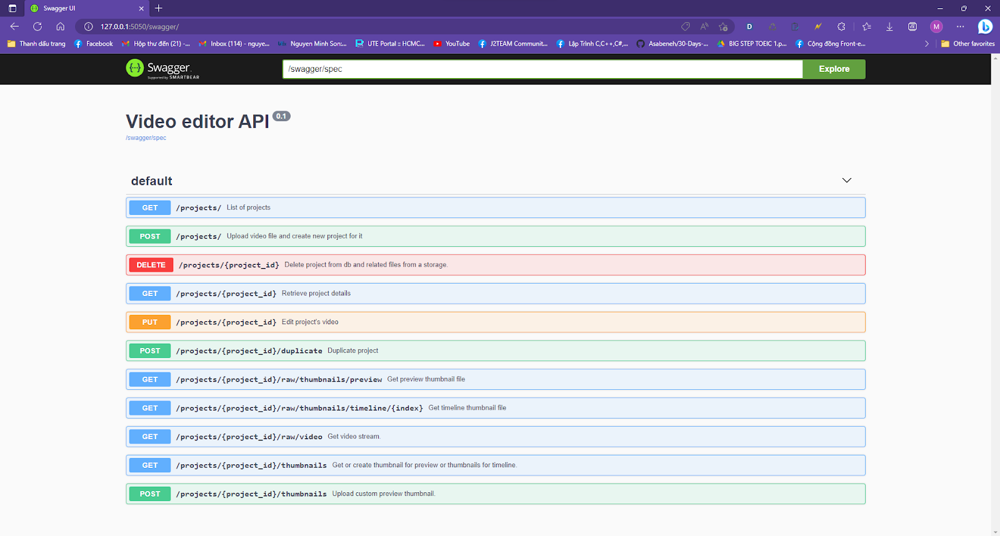 Swagger UI
127.0.0.1:5050/swagger/
Thanh dấu trang Facebook Hộp thư đến (21) -... Inbox (114) - nguye... Nguyen Minh Son:... UTE Portal :: HCMC... YouTube J2TEAM Communit... Lập Trình C,C++,C#,... Asabeneh/30-Days-... BIG STEP TOEIC 1.p... Cộng đồng Front-e... Other favorites
Swagger.
Supported by SMARTBEAR
/swagger/spec
Explore
Video editor API 0.1
/swagger/spec
default
GET /projects/ List of projects
POST /projects/ Upload video file and create new project for it
DELETE /projects/{project_id} Delete project from db and related files from a storage.
GET /projects/{project_id} Retrieve project details
PUT /projects/{project_id} Edit project's video
POST /projects/{project_id}/duplicate Duplicate project
GET /projects/{project_id}/raw/thumbnails/preview Get preview thumbnail file
GET /projects/{project_id}/raw/thumbnails/timeline/{index} Get timeline thumbnail file
GET /projects/{project_id}/raw/video Get video stream.
GET /projects/{project_id}/thumbnails Get or create thumbnail for preview or thumbnails for timeline.
POST /projects/{project_id}/thumbnails Upload custom preview thumbnail.